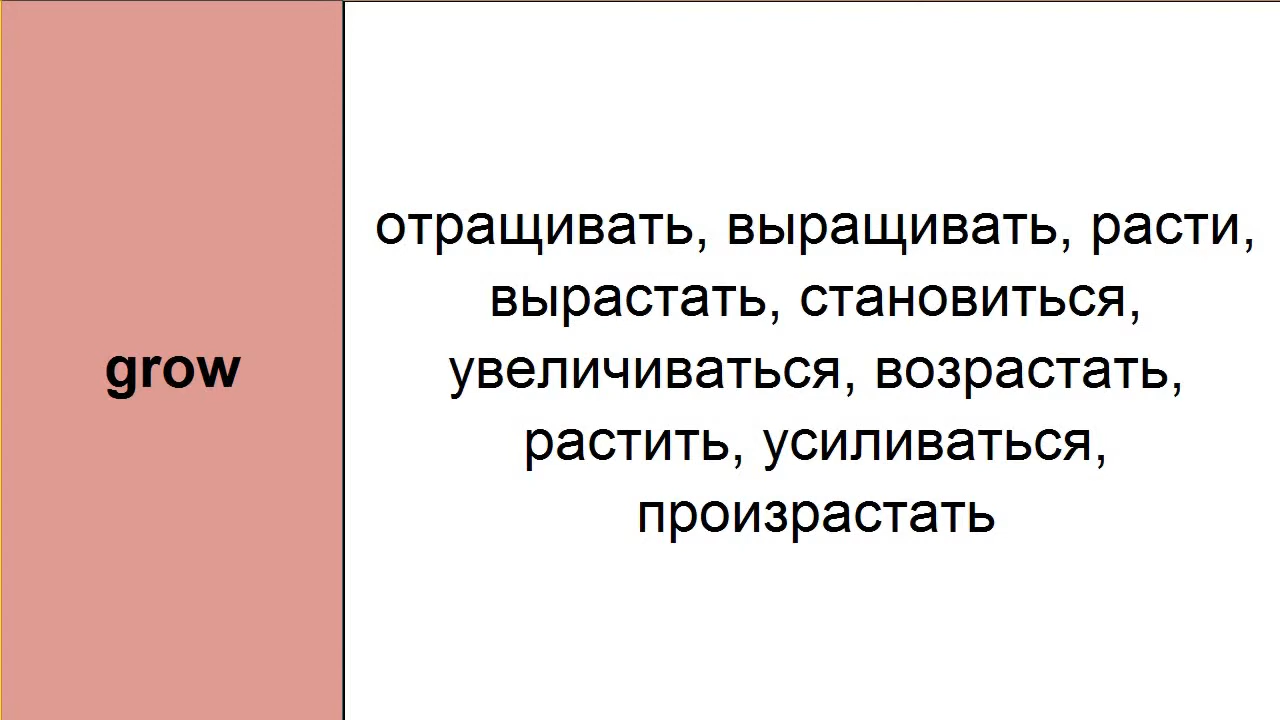 grow
отращивать, выращивать, расти,
вырастать, становиться,
увеличиваться, возрастать,
растить, усиливаться,
произрастать